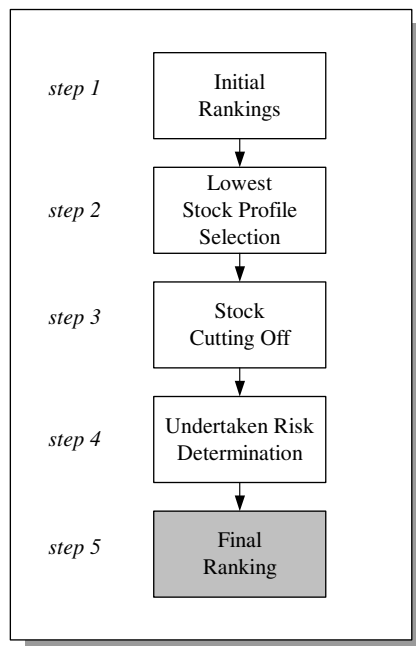 step 1
Initial
Rankings
step 2
Lowest
Stock Profile
Selection
step 3
Stock
Cutting Off
step 4
Undertaken Risk
Determination
step 5
Final
Ranking